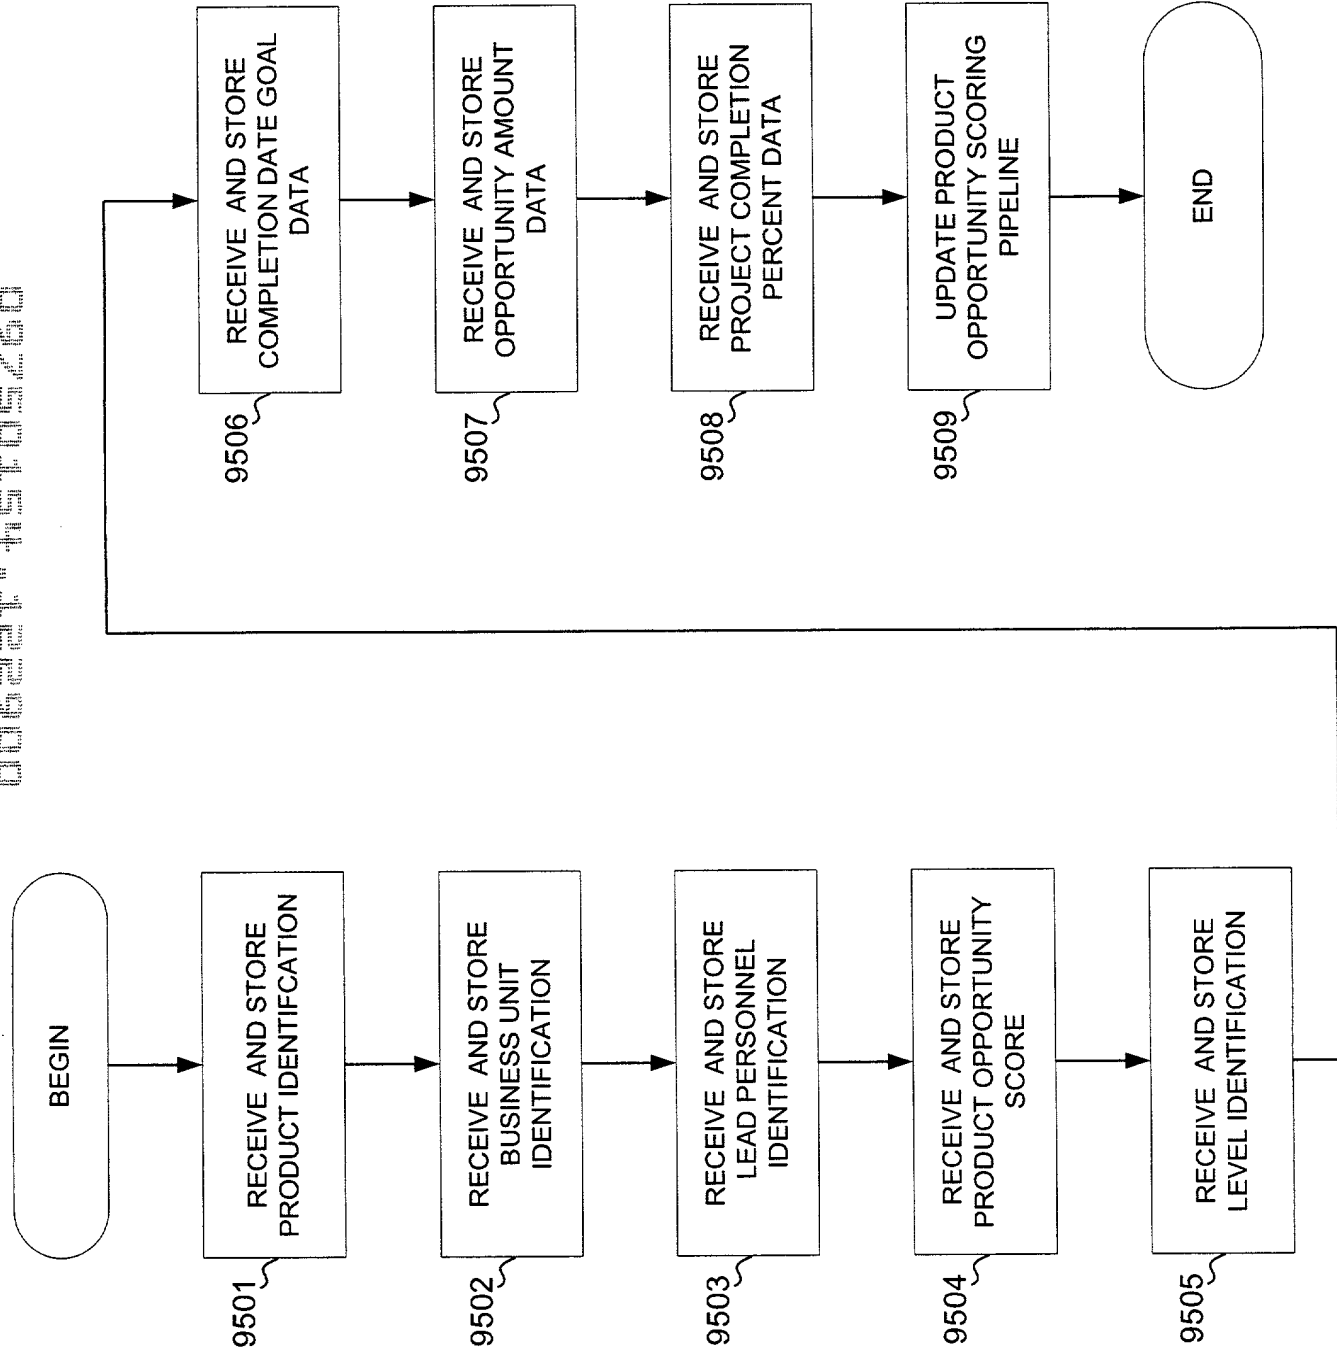 BEGIN
RECEIVE AND STORE
PRODUCT IDENTIFCATION
9501
RECEIVE AND STORE
BUSINESS UNIT
IDENTIFICATION
9502
RECEIVE AND STORE
LEAD PERSONNEL
IDENTIFICATION
9503
RECEIVE AND STORE
PRODUCT OPPORTUNITY
SCORE
9504
RECEIVE AND STORE
LEVEL IDENTIFICATION
9505
RECEIVE AND STORE
COMPLETION DATE GOAL
DATA
9506
RECEIVE AND STORE
OPPORTUNITY AMOUNT
DATA
9507
RECEIVE AND STORE
PROJECT COMPLETION
PERCENT DATA
9508
UPDATE PRODUCT
OPPORTUNITY SCORING
PIPELINE
9509
END